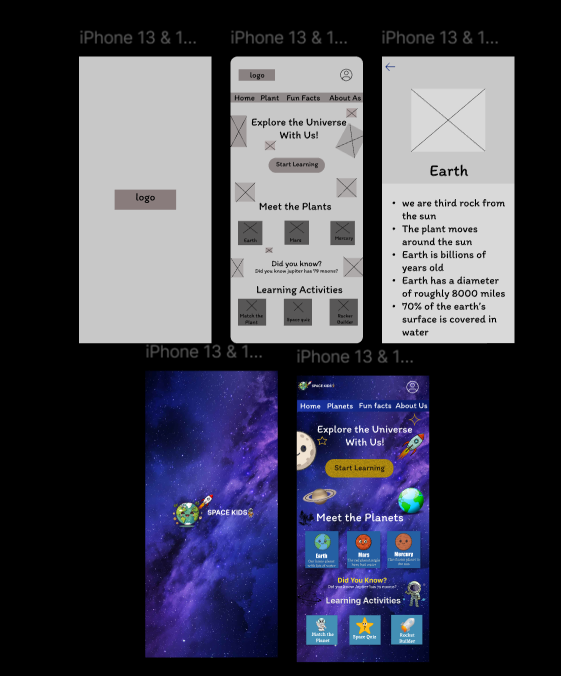 iPhone 13 & 1...
iPhone 13 & 1...
iPhone 13 & 1...
logo
logo
Home Plant Fun Facts About As
Explore the Universe
With Us!
Start Learning
Meet the Plants
Earth
Mars
Mercury
Did you know?
Did you know jupiter has 79 moons?
Learning Activities
Match the
Plant
Space quiz
Rocket
Builder
Earth
• we are third rock from
the sun
• The plant moves
around the sun
• Earth is billions of
years old
• Earth has a diameter
of roughly 8000 miles
• 70% of the earth's
surface is covered in
water
iPhone 13 & 1...
iPhone 13 & 1...
SPACE KIDS
SPACE KIDS
Home Planets Fun facts About Us
Explore the Universe
With Us!
Start Learning
Meet the Planets
Earth
Mars
Mercury
Did You Know?
Did you know Jupiter has 79 moons?
Learning Activities
Match the
Planet
Space Quiz
Rocket
Builder